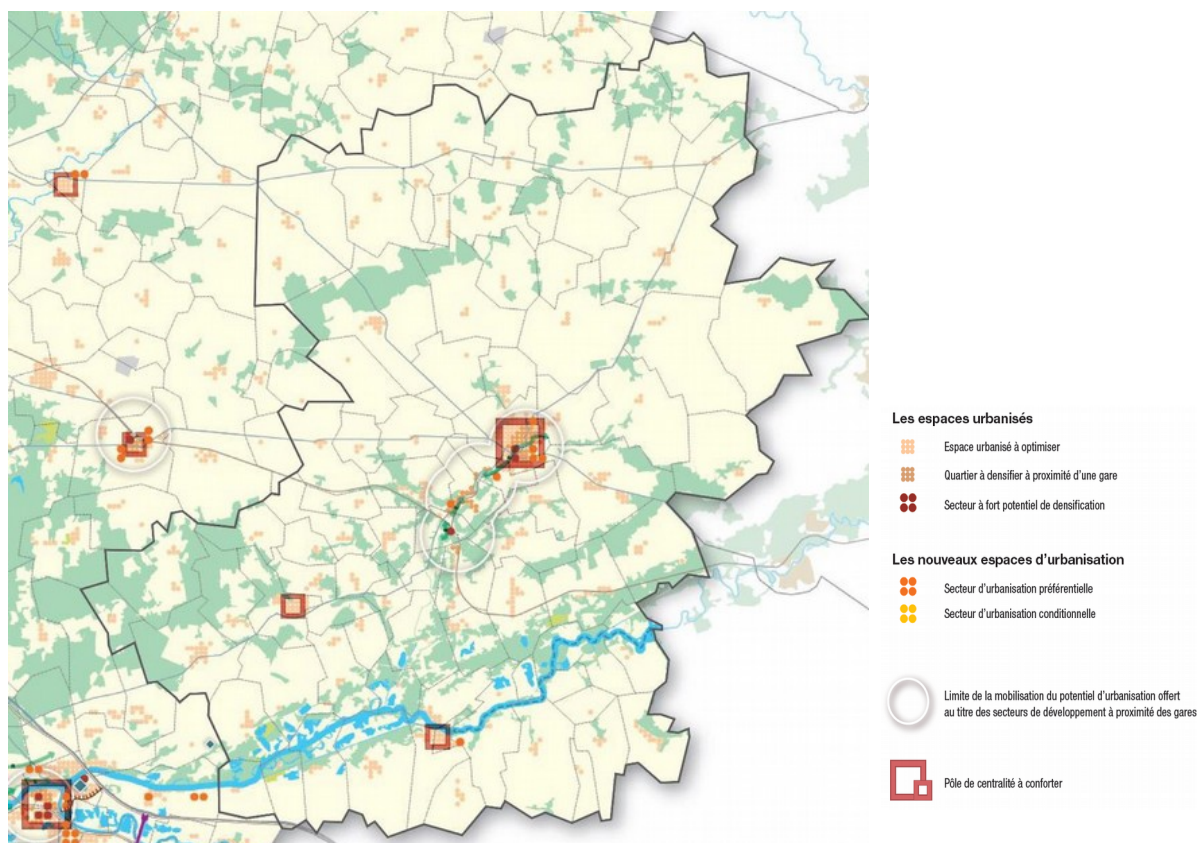 Les espaces urbanisés
Espace urbanisé à optimiser
Quartier à densifier à proximité d'une gare
Secteur à fort potentiel de densification
Les nouveaux espaces d'urbanisation
Secteur d'urbanisation préférentielle
Secteur d'urbanisation conditionnelle
Limite de la mobilisation du potentiel d'urbanisation offert
au titre des secteurs de développement à proximité des gares
Pôle de centralité à conforter